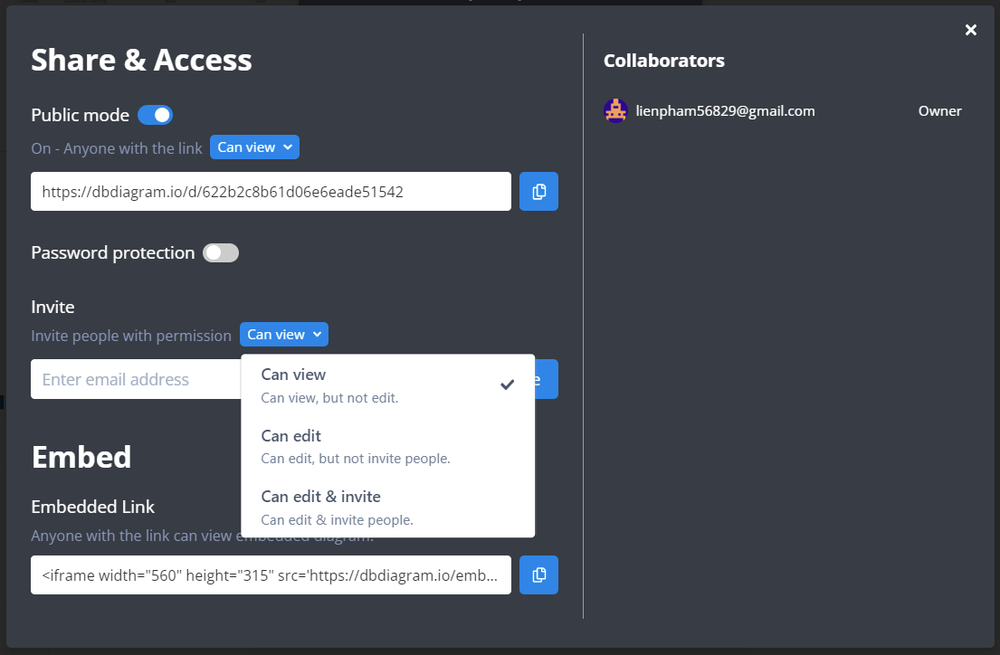 Share & Access
Public mode
On - Anyone with the link Can view
https://dbdiagram.io/d/622b2c8b61d06e6eade51542
Password protection
Invite
Invite people with permission Can view
Enter email address
Can view
Can view, but not edit.
Can edit
Can edit, but not invite people.
Can edit & invite
Can edit & invite people.
Embed
Embedded Link
Anyone with the link can view embedded diagram.
<iframe width="560" height="315" src='https://dbdiagram.io/emb...
Collaborators
lienpham56829@gmail.com Owner